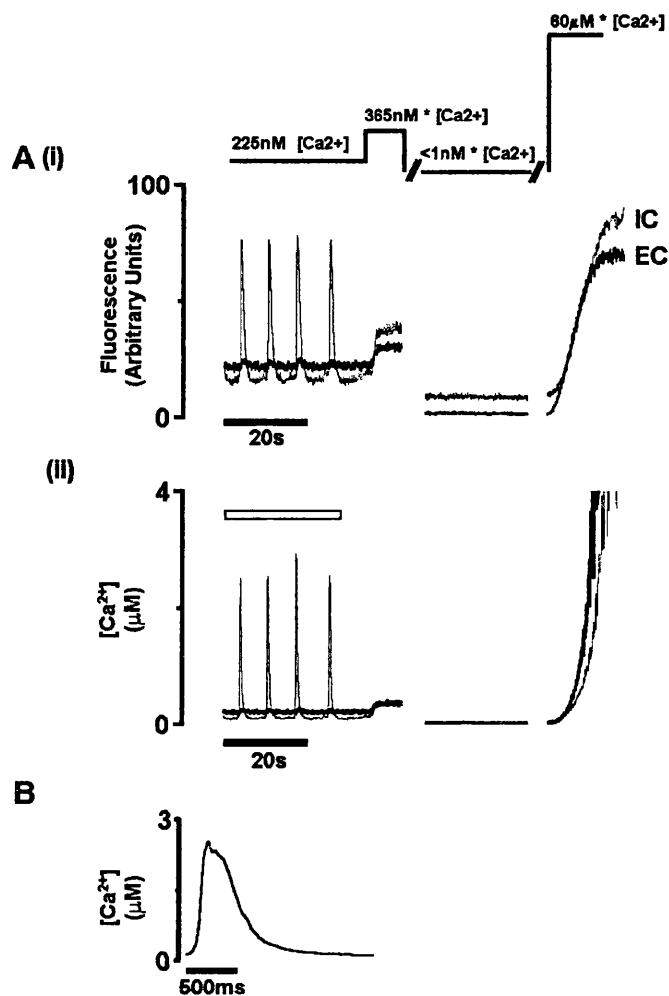 60μM * [Ca2+]
365nM * [Ca2+]
225nM [Ca2+]
<1nM * [Ca2+]
A (i)
100
IC
EC
Fluorescence
(Arbitrary Units)
0
20s
(ii)
4
[Ca²⁺]
(μM)
0
20s
B
3
[Ca²⁺]
(μM)
0
500ms